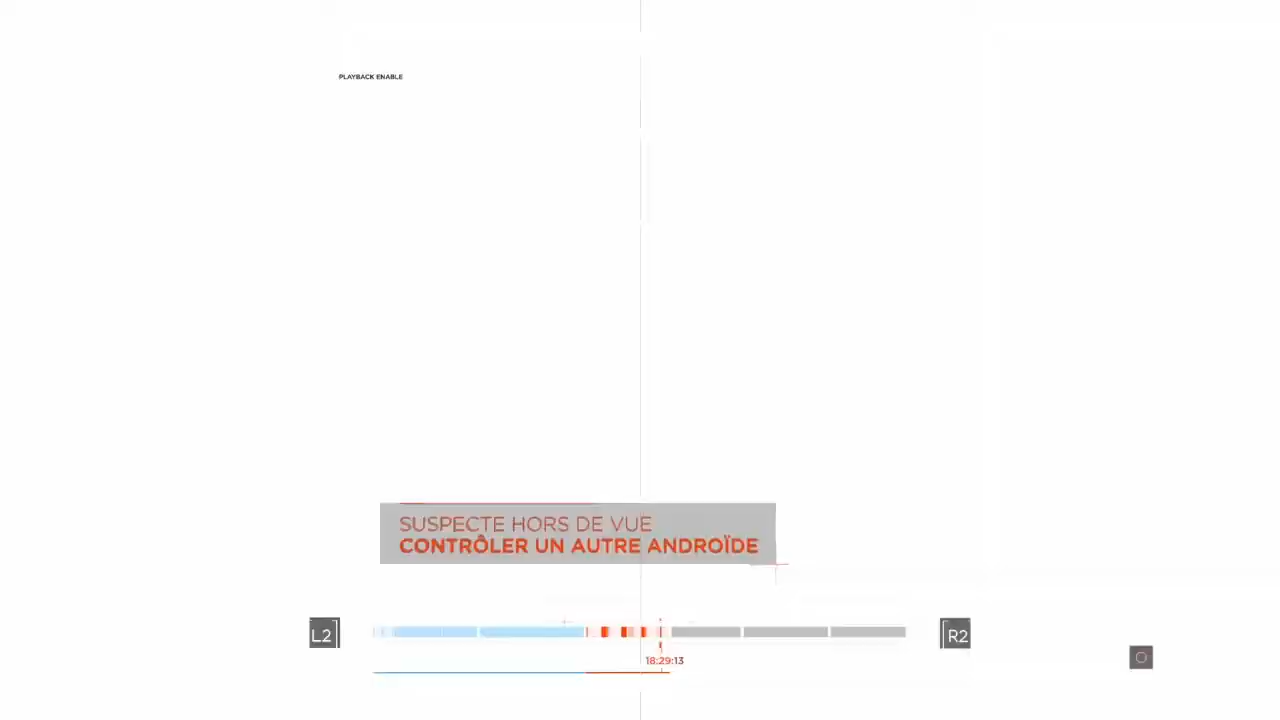 PLAYBACK ENABLE
SUSPECTE HORS DE VUE
CONTRÔLER UN AUTRE ANDROÏDE
L2
R2
18:29:13